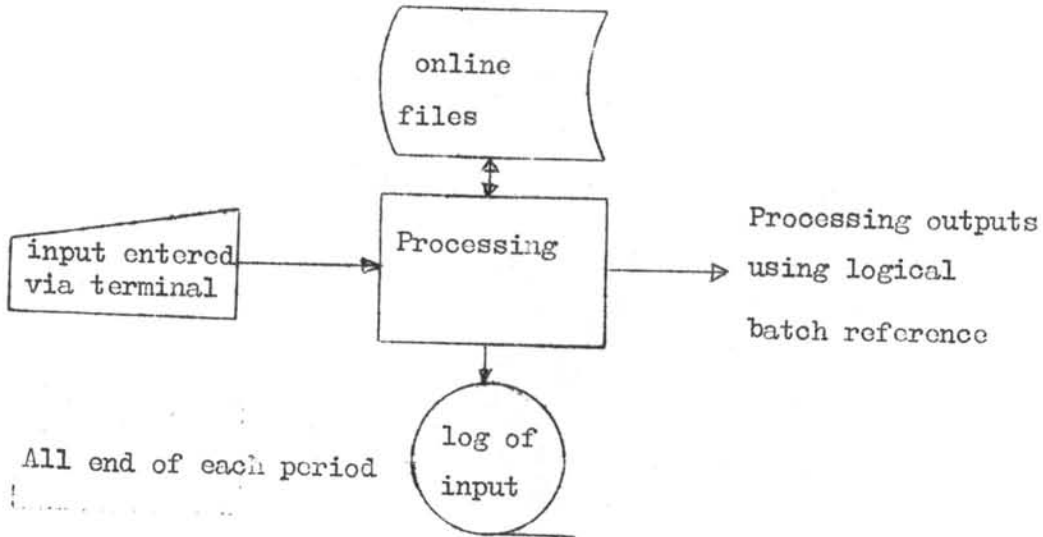 online
files
input entered
via terminal
Processing
Processing outputs
using logical
batch reference
log of
input
All end of each period